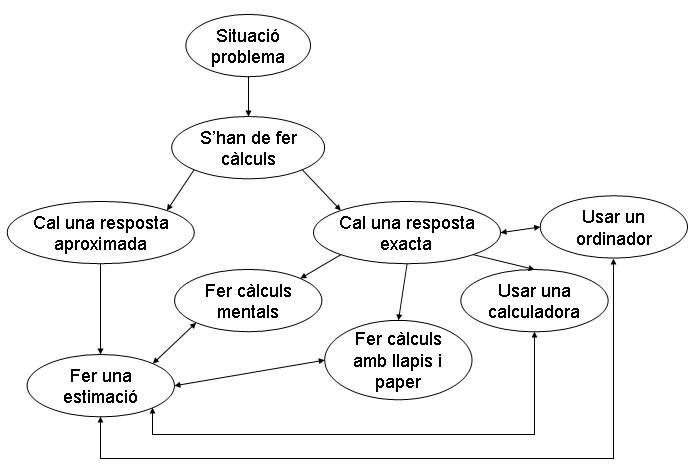 Situació
problema
S'han de fer
càlculs
Cal una resposta
aproximada
Cal una resposta
exacta
Usar un
ordinador
Fer càlculs
mentals
Usar una
calculadora
Fer càlculs
amb llapis i
paper
Fer una
estimació